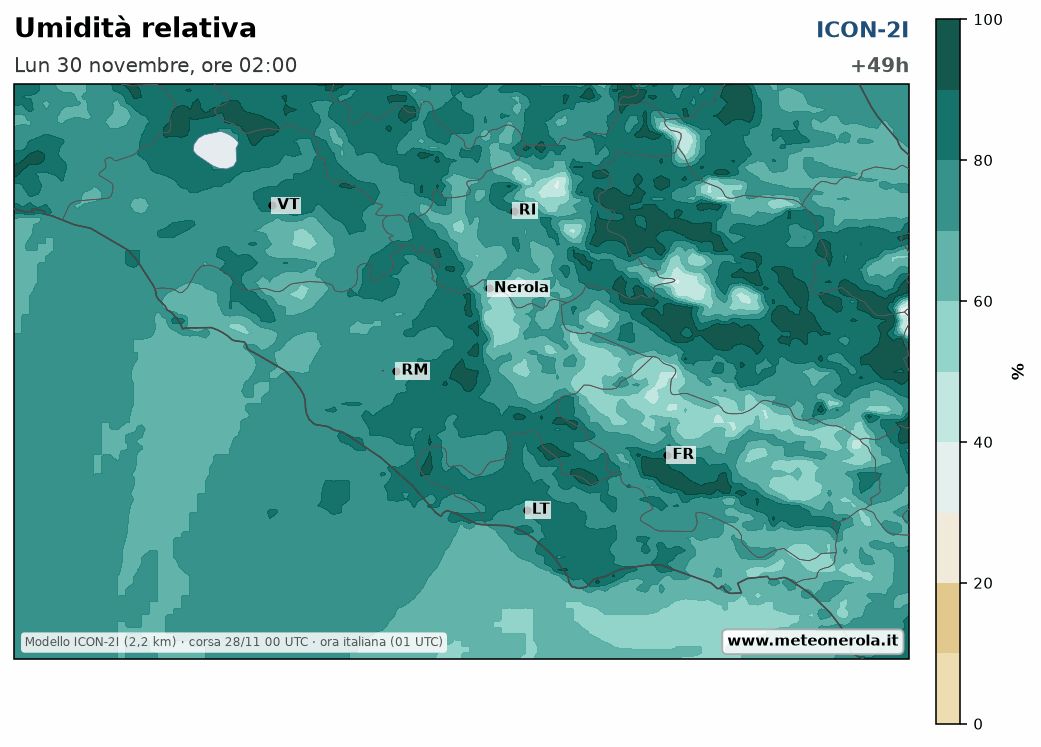 Umidità relativa
ICON-2I
Lun 30 novembre, ore 02:00
+49h
100
80
60
40
20
0
%
VT
RI
Nerola
RM
FR
LT
Modello ICON-2I (2,2 km) · corsa 28/11 00 UTC · ora italiana (01 UTC)
www.meteonerola.it